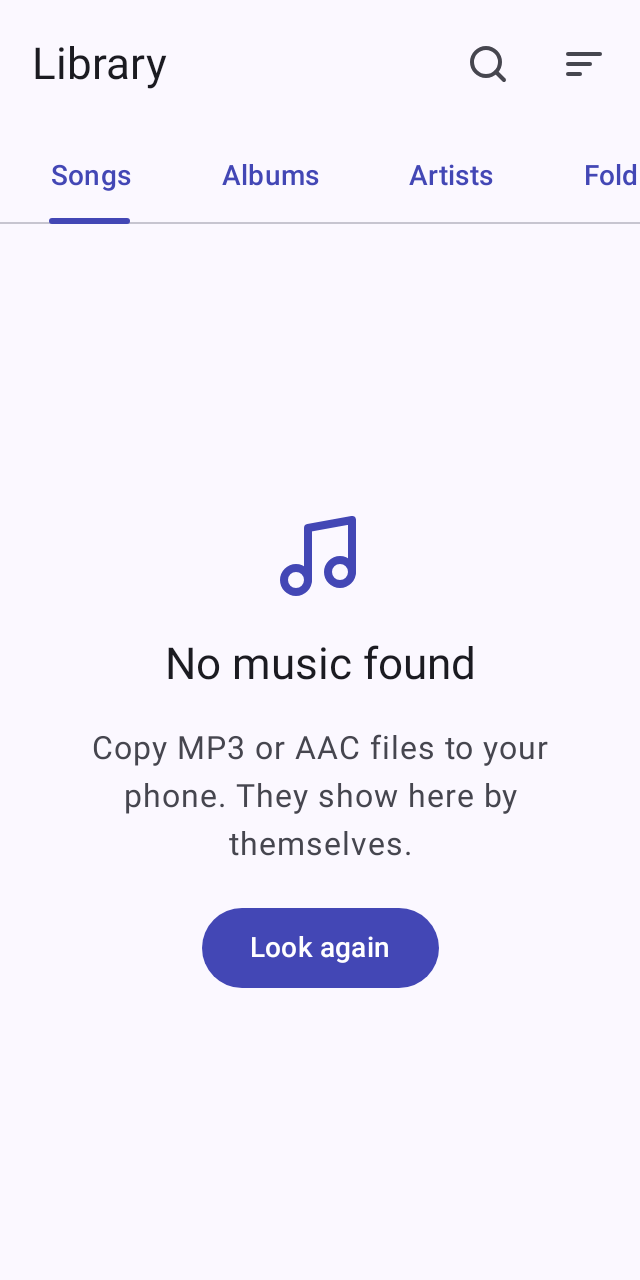 Library
Songs Albums Artists Fold
No music found
Copy MP3 or AAC files to your
phone. They show here by
themselves.
Look again